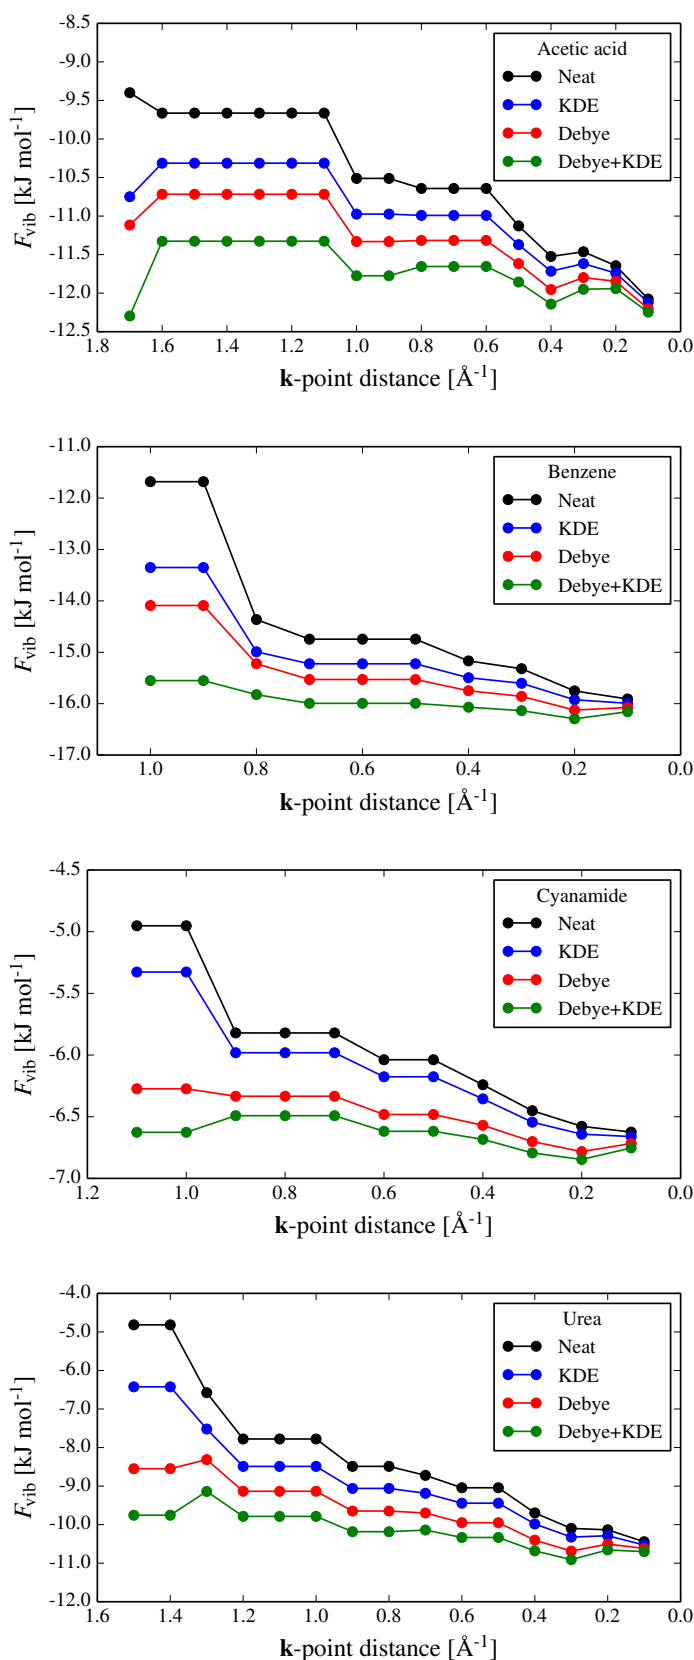 -8.5
-9.0
-9.5
-10.0
-10.5
-11.0
-11.5
-12.0
-12.5
F_vib [kJ mol⁻¹]
Acetic acid
Neat
KDE
Debye
Debye+KDE
1.8 1.6 1.4 1.2 1.0 0.8 0.6 0.4 0.2 0.0
k-point distance [Å⁻¹]
-11.0
-12.0
-13.0
-14.0
-15.0
-16.0
-17.0
F_vib [kJ mol⁻¹]
Benzene
Neat
KDE
Debye
Debye+KDE
1.0 0.8 0.6 0.4 0.2 0.0
k-point distance [Å⁻¹]
-4.5
-5.0
-5.5
-6.0
-6.5
-7.0
F_vib [kJ mol⁻¹]
Cyanamide
Neat
KDE
Debye
Debye+KDE
1.2 1.0 0.8 0.6 0.4 0.2 0.0
k-point distance [Å⁻¹]
-4.0
-5.0
-6.0
-7.0
-8.0
-9.0
-10.0
-11.0
-12.0
F_vib [kJ mol⁻¹]
Urea
Neat
KDE
Debye
Debye+KDE
1.6 1.4 1.2 1.0 0.8 0.6 0.4 0.2 0.0
k-point distance [Å⁻¹]